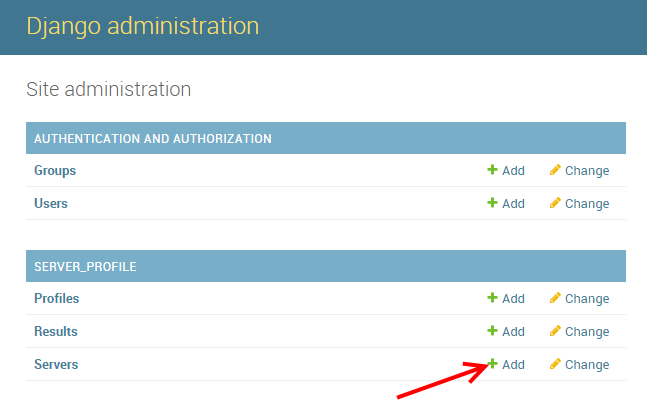 Django administration
Site administration
AUTHENTICATION AND AUTHORIZATION
Groups Add Change
Users Add Change
SERVER_PROFILE
Profiles Add Change
Results Add Change
Servers Add Change